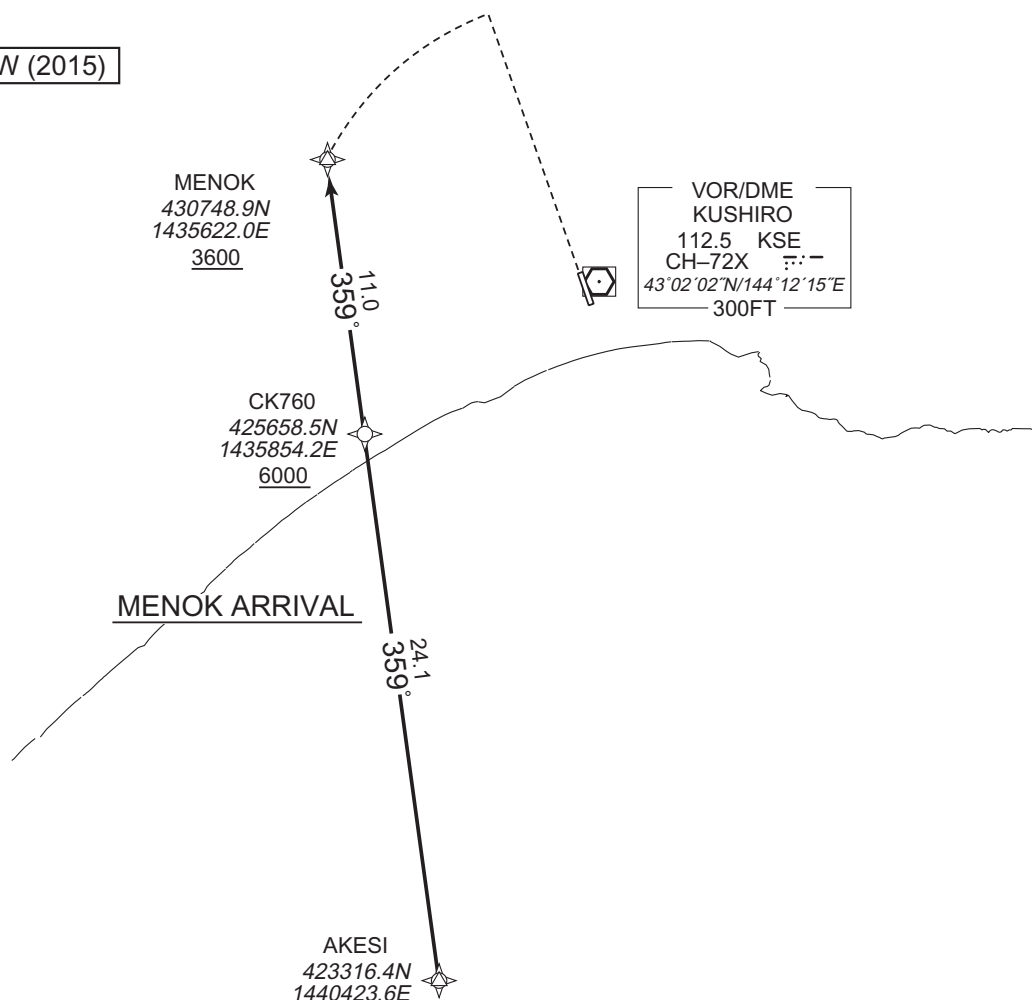 W (2015)
MENOK
430748.9N
1435622.0E
3600
VOR/DME
KUSHIRO
112.5 KSE
CH–72X
43°02´02˝N/144°12´15˝E
300FT
11.0
359°
CK760
425658.5N
1435854.2E
6000
MENOK ARRIVAL
24.1
359°
AKESI
423316.4N
1440423.6E